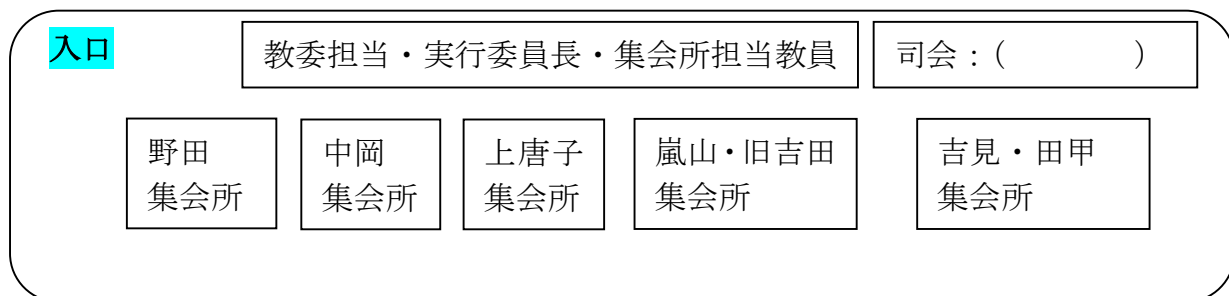 入口
教委担当・実行委員長・集会所担当教員
司会：(　　　　)
野田
集会所
中岡
集会所
上唐子
集会所
嵐山・旧吉田
集会所
吉見・田甲
集会所